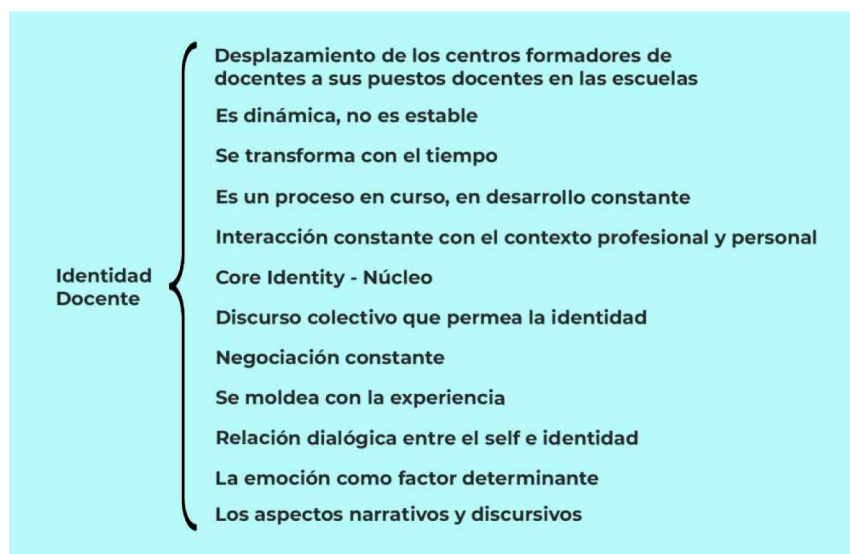 Identidad
Docente
Desplazamiento de los centros formadores de
docentes a sus puestos docentes en las escuelas
Es dinámica, no es estable
Se transforma con el tiempo
Es un proceso en curso, en desarrollo constante
Interacción constante con el contexto profesional y personal
Core Identity - Núcleo
Discurso colectivo que permea la identidad
Negociación constante
Se moldea con la experiencia
Relación dialógica entre el self e identidad
La emoción como factor determinante
Los aspectos narrativos y discursivos